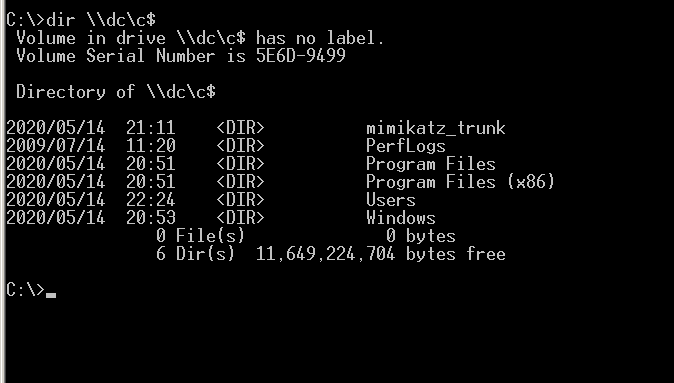 C:\>dir \\dc\c$
Volume in drive \\dc\c$ has no label.
Volume Serial Number is 5E6D-9499
Directory of \\dc\c$
2020/05/14  21:11    <DIR>          mimikatz_trunk
2009/07/14  11:20    <DIR>          PerfLogs
2020/05/14  20:51    <DIR>          Program Files
2020/05/14  20:51    <DIR>          Program Files (x86)
2020/05/14  22:24    <DIR>          Users
2020/05/14  20:53    <DIR>          Windows
0 File(s)              0 bytes
6 Dir(s)  11,649,224,704 bytes free
C:\>